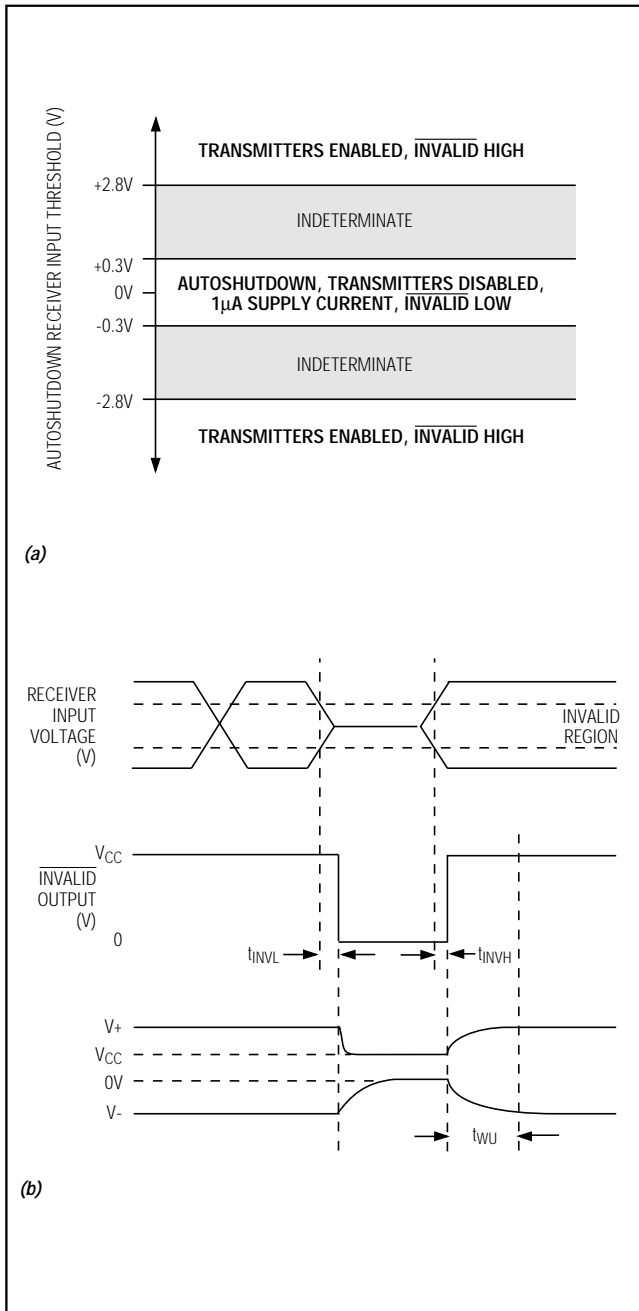 AUTOSHUTDOWN RECEIVER INPUT THRESHOLD (V)
TRANSMITTERS ENABLED, INVALID HIGH
+2.8V
INDETERMINATE
+0.3V
AUTOSHUTDOWN, TRANSMITTERS DISABLED,
0V
1µA SUPPLY CURRENT, INVALID LOW
-0.3V
INDETERMINATE
-2.8V
TRANSMITTERS ENABLED, INVALID HIGH
(a)
RECEIVER
INPUT
VOLTAGE
(V)
INVALID
REGION
VCC
INVALID
OUTPUT
(V)
0
tINVL
tINVH
V+
VCC
0V
V-
tWU
(b)